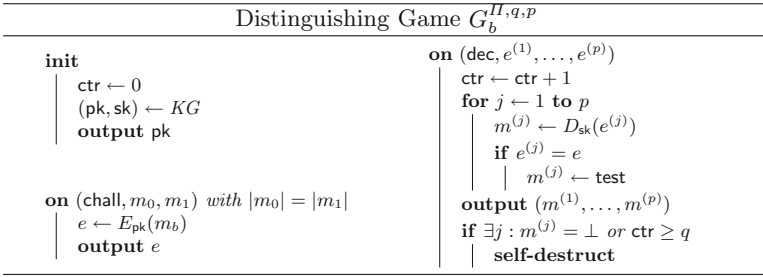 Distinguishing Game G_b^{Π,q,p}
init
ctr ← 0
(pk, sk) ← KG
output pk
on (chall, m_0, m_1) with |m_0| = |m_1|
e ← E_pk(m_b)
output e
on (dec, e^{(1)}, . . . , e^{(p)})
ctr ← ctr + 1
for j ← 1 to p
m^{(j)} ← D_sk(e^{(j)})
if e^{(j)} = e
m^{(j)} ← test
output (m^{(1)}, . . . , m^{(p)})
if ∃j : m^{(j)} = ⊥ or ctr ≥ q
self-destruct